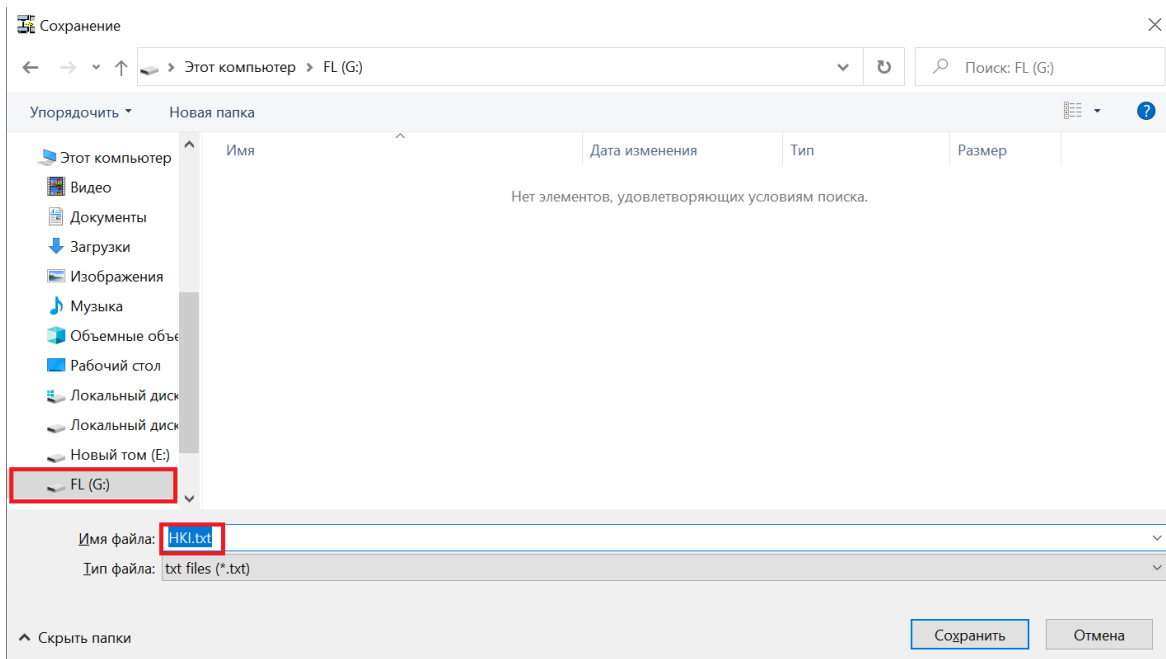 Сохранение
Этот компьютер > FL (G:)
Поиск: FL (G:)
Упорядочить
Новая папка
Имя
Дата изменения
Тип
Размер
Нет элементов, удовлетворяющих условиям поиска.
Этот компьютер
Видео
Документы
Загрузки
Изображения
Музыка
Объемные объе
Рабочий стол
Локальный диск
Локальный диск
Новый том (E:)
FL (G:)
Имя файла: HKI.txt
Тип файла: txt files (*.txt)
Скрыть папки
Сохранить
Отмена